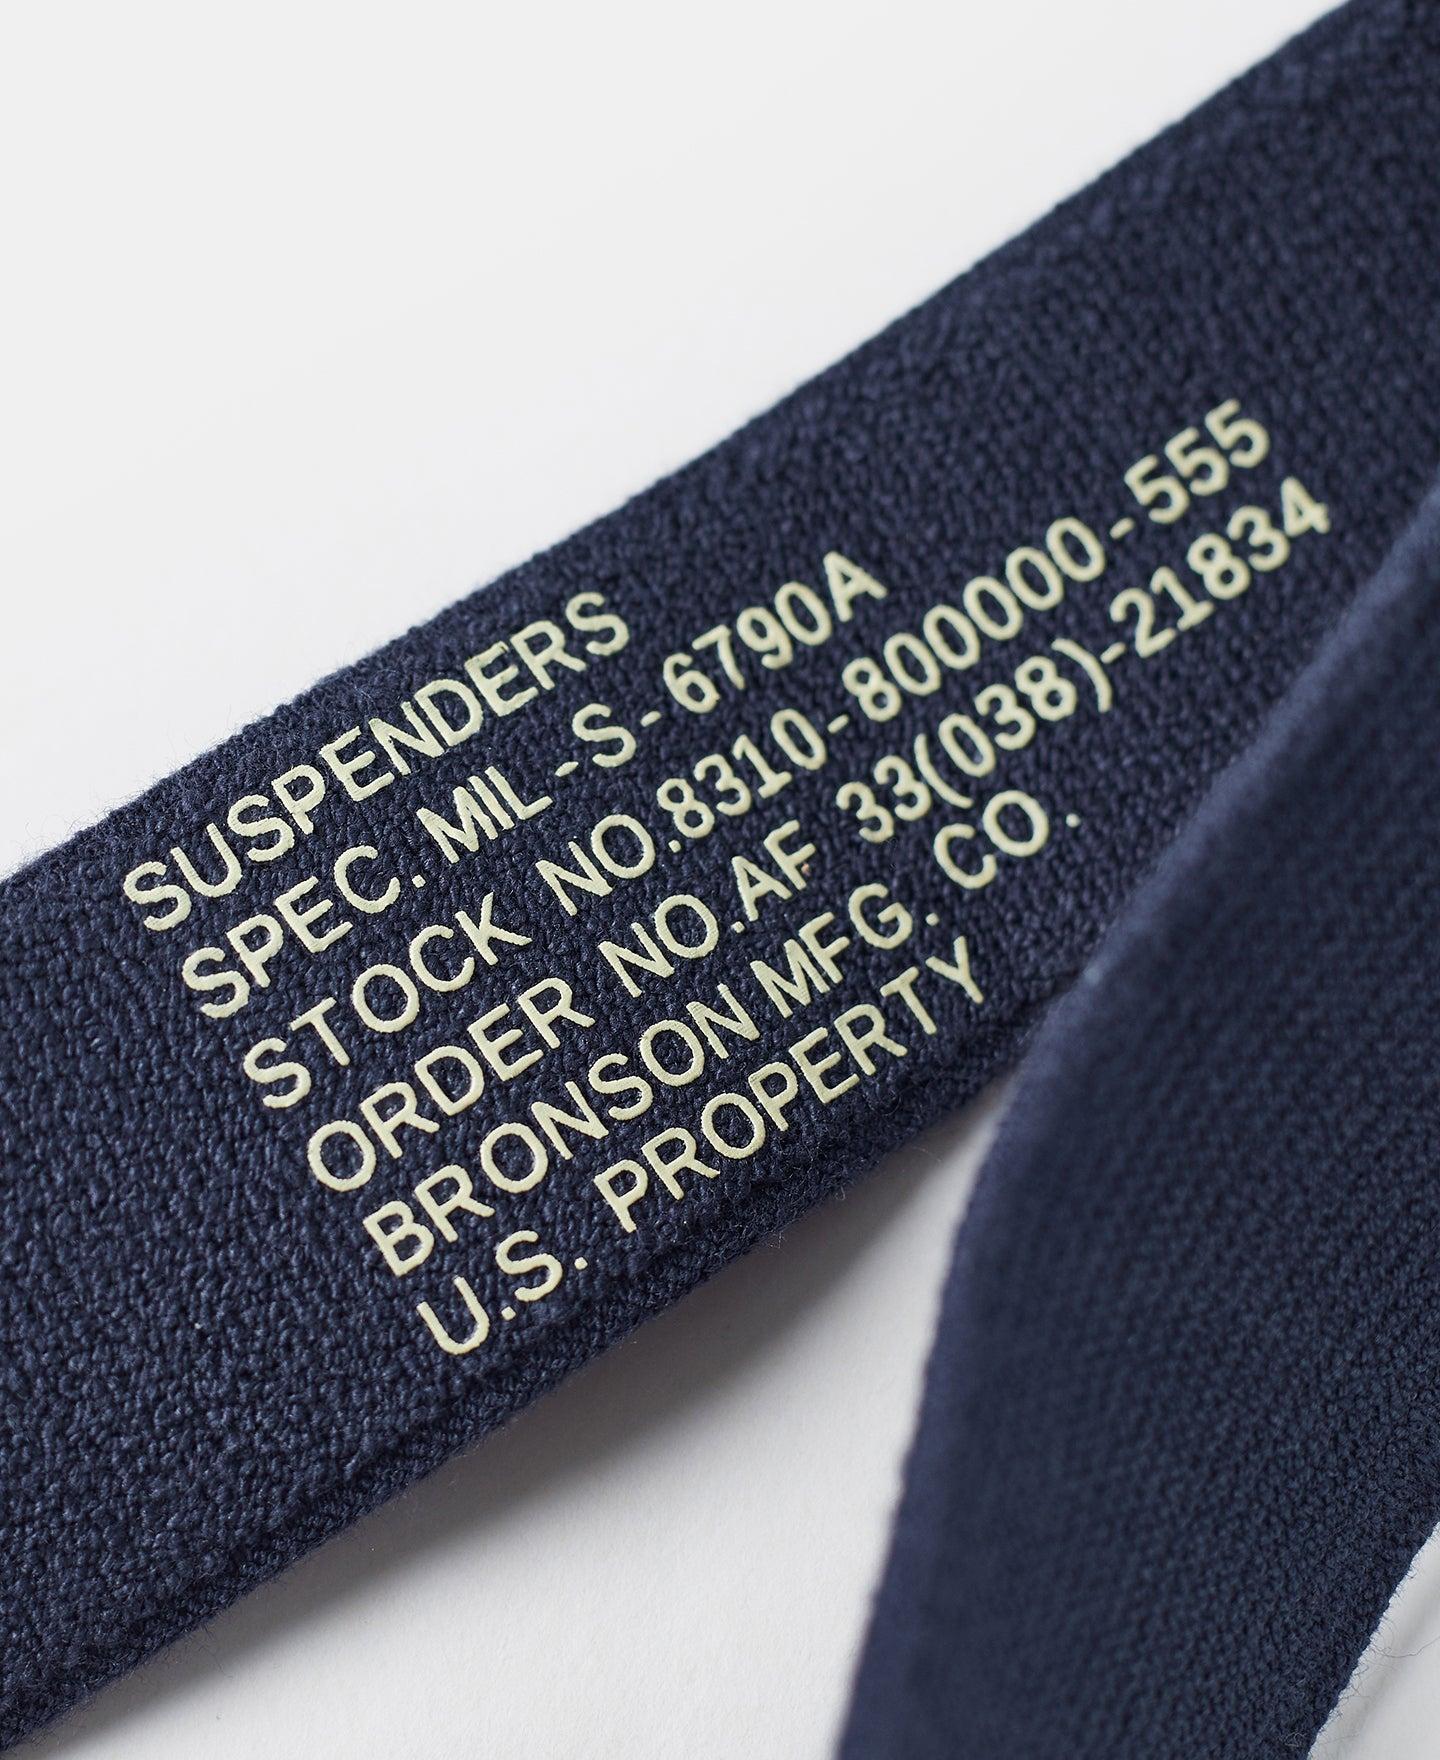 SUSPENDERS
SPEC. MIL -S- 6790A
STOCK NO.8310-800000-555
ORDER NO.AF 33(038)-21834
BRONSON MFG. CO.
U.S. PROPERTY